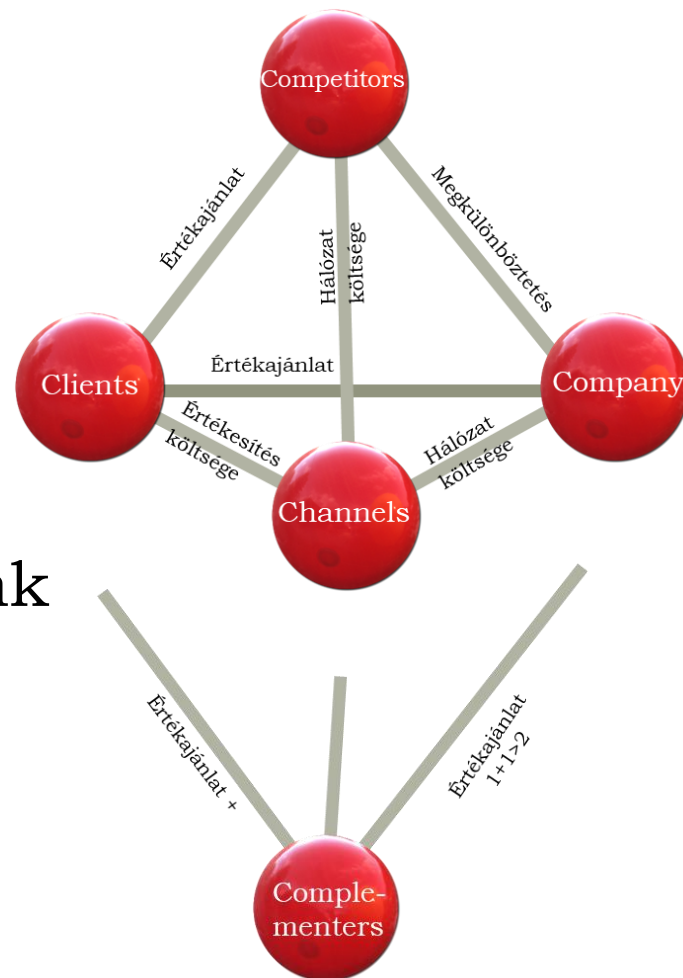 Competitors
Értékajánlat
Hálózat
költsége
Megkülönböztetés
Értékajánlat
Clients
Company
Értékesítés
költsége
Hálózat
költsége
Channels
nk
Értékajánlat +
Értékajánlat
1+1>2
Comple-
menters